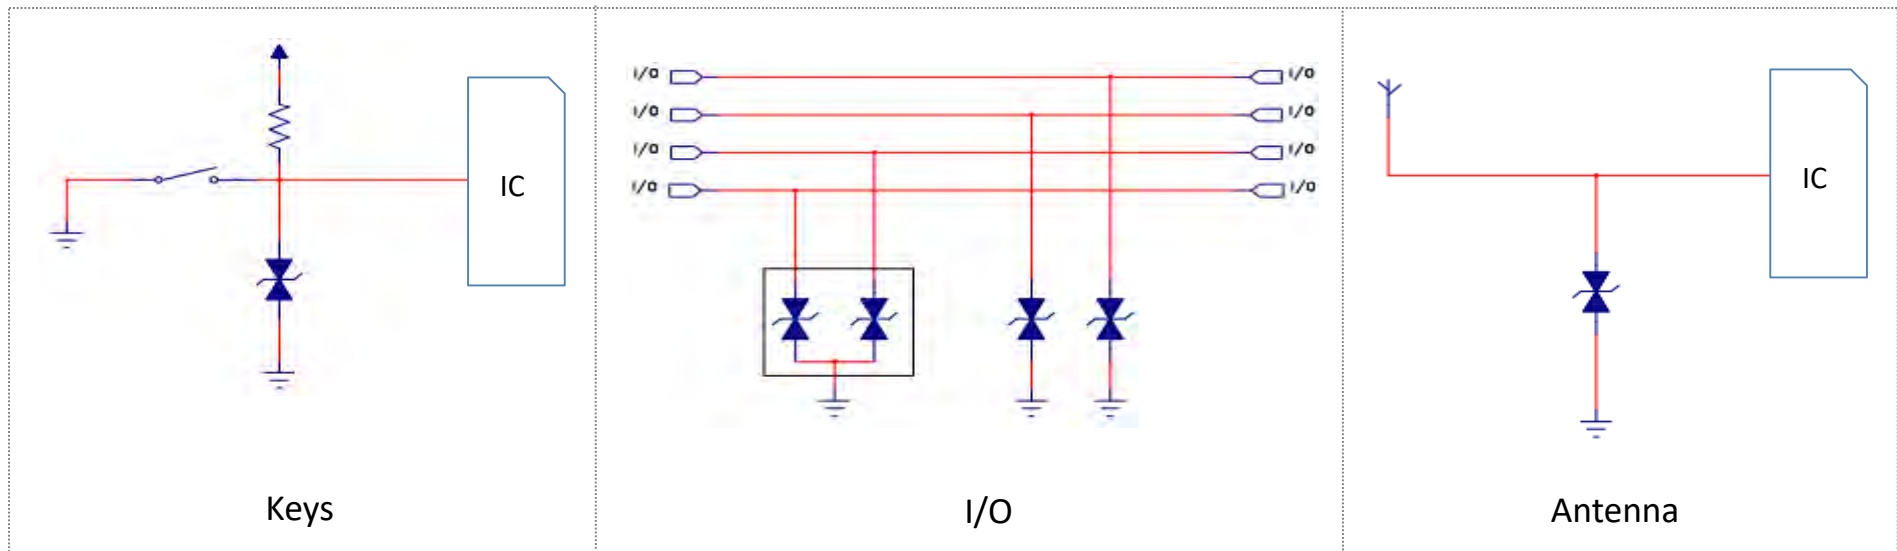 IC
Keys
I/O I/O
I/O I/O
I/O I/O
I/O I/O
I/O
IC
Antenna